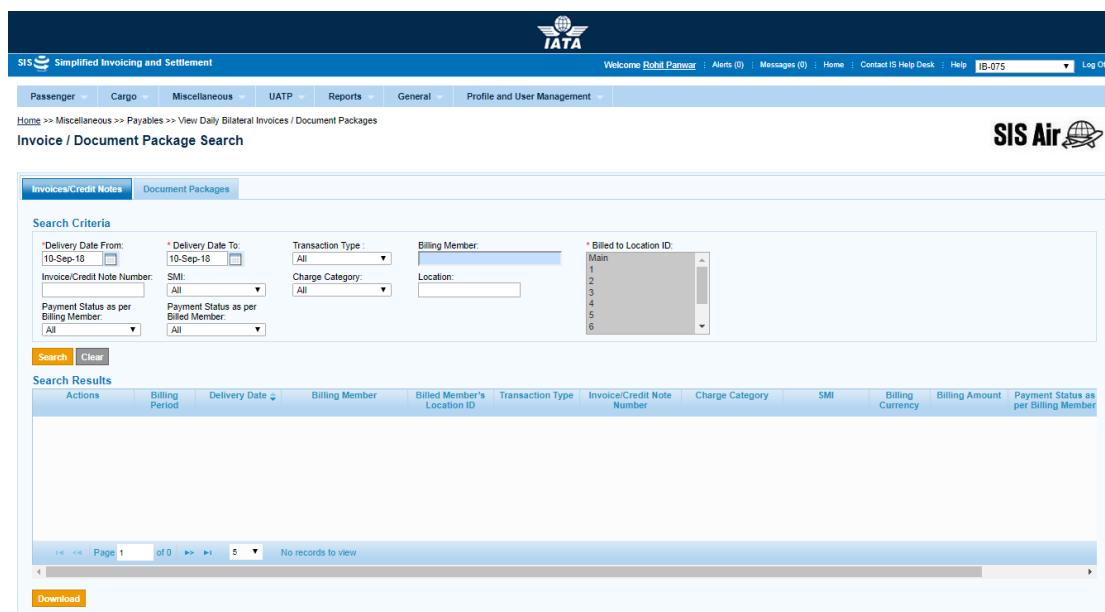 IATA
SIS Simplified Invoicing and Settlement
Welcome Rohit Panwar : Alerts (0) : Messages (0) : Home : Contact IS Help Desk : Help IB-075 Log Of
Passenger Cargo Miscellaneous UATP Reports General Profile and User Management
Home >> Miscellaneous >> Payables >> View Daily Bilateral Invoices / Document Packages
Invoice / Document Package Search
SIS Air
Invoices/Credit Notes Document Packages
Search Criteria
*Delivery Date From: * Delivery Date To: Transaction Type : Billing Member: * Billed to Location ID:
10-Sep-18 10-Sep-18 All Main
1
Invoice/Credit Note Number: SMI: Charge Category: Location: 2
All All 3
4
Payment Status as per Billing Member: Payment Status as per Billed Member: 5
All All 6
Search Clear
Search Results
Actions Billing Period Delivery Date Billing Member Billed Member's Location ID Transaction Type Invoice/Credit Note Number Charge Category SMI Billing Currency Billing Amount Payment Status as per Billing Member
Page 1 of 0 5 No records to view
Download